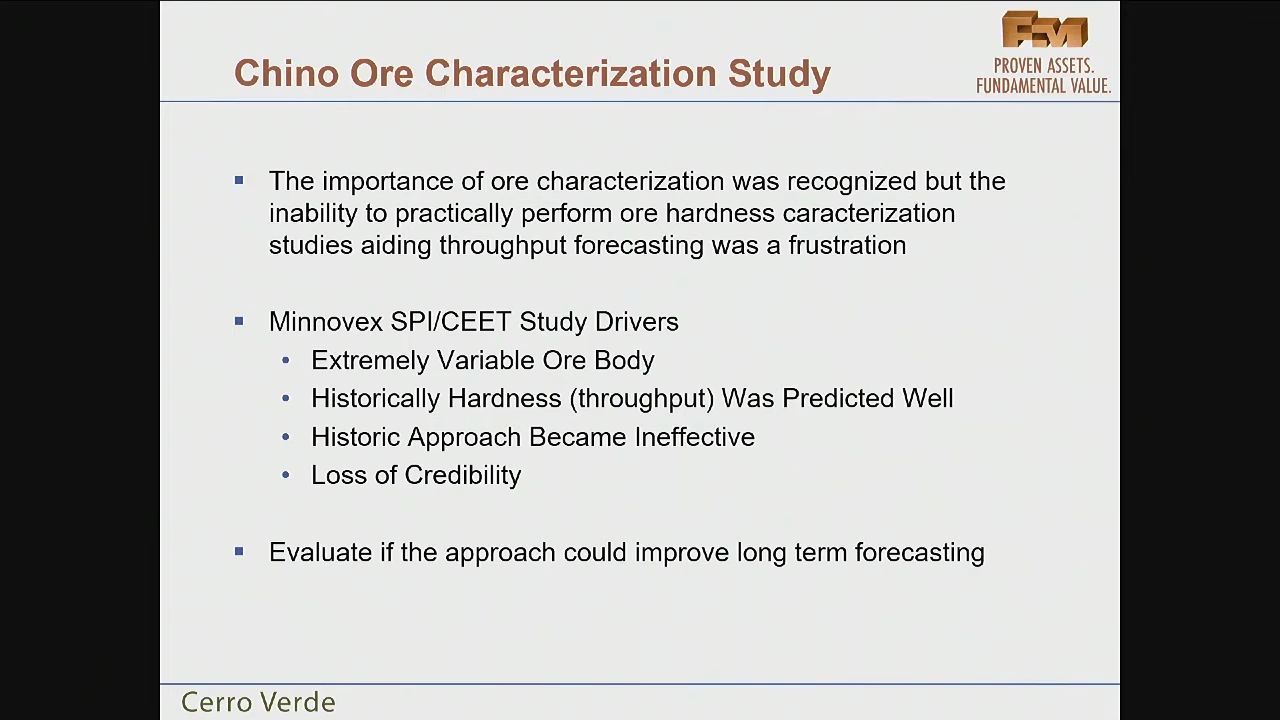 FM
PROVEN ASSETS.
FUNDAMENTAL VALUE.
Chino Ore Characterization Study
The importance of ore characterization was recognized but the
inability to practically perform ore hardness caracterization
studies aiding throughput forecasting was a frustration
Minnovex SPI/CEET Study Drivers
Extremely Variable Ore Body
Historically Hardness (throughput) Was Predicted Well
Historic Approach Became Ineffective
Loss of Credibility
Evaluate if the approach could improve long term forecasting
Cerro Verde